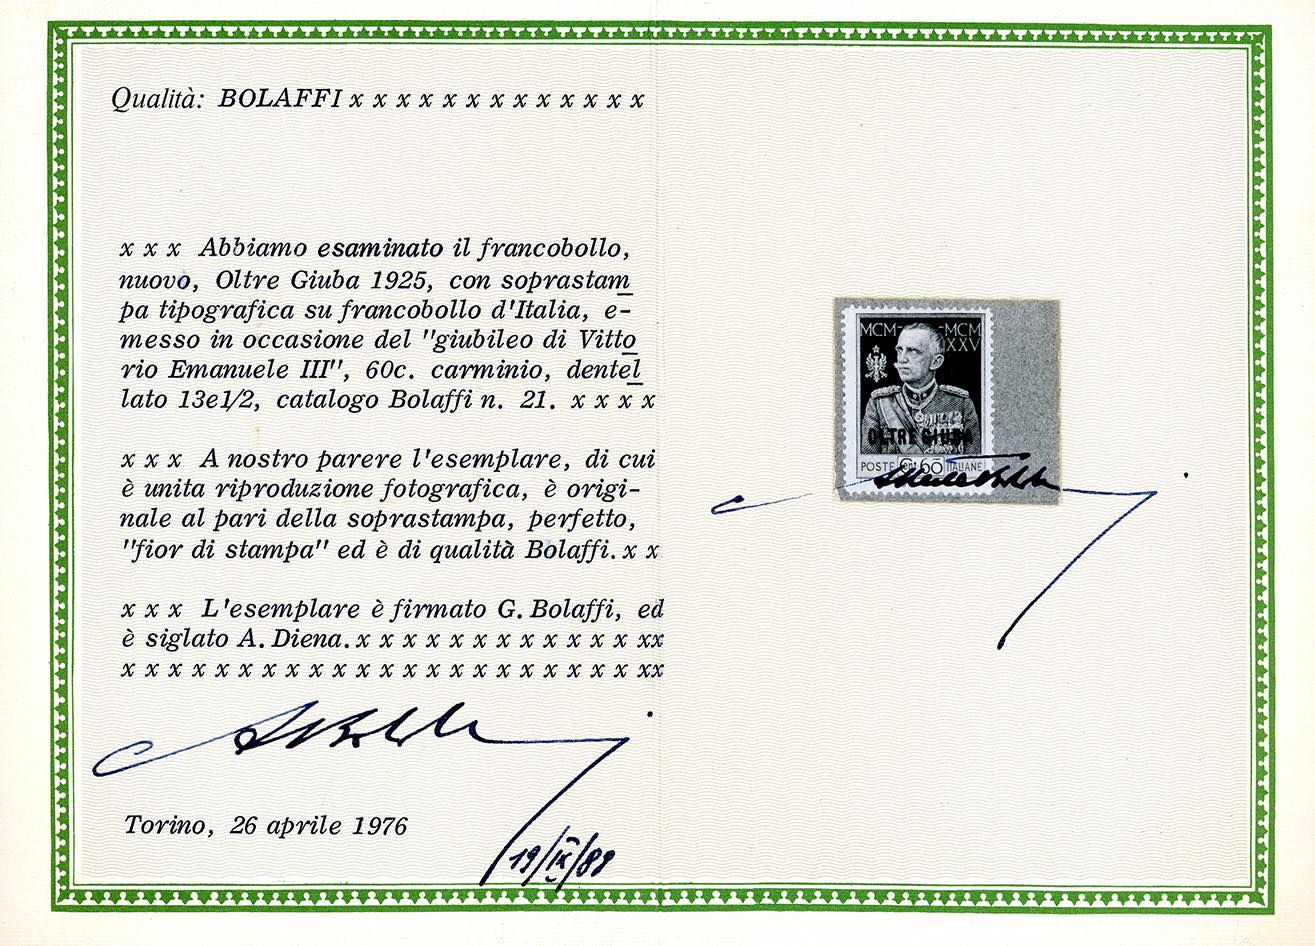 Qualità: BOLAFFI x x x x x x x x x x x x x
x x x Abbiamo esaminato il francobollo,
nuovo, Oltre Giuba 1925, con soprastam
pa tipografica su francobollo d'Italia, e-
messo in occasione del "giubileo di Vitto
rio Emanuele III", 60c. carminio, dentel
lato 13e1/2, catalogo Bolaffi n. 21. x x x x
x x x A nostro parere l'esemplare, di cui
è unita riproduzione fotografica, è origi-
nale al pari della soprastampa, perfetto,
"fior di stampa" ed è di qualità Bolaffi. x x
x x x L'esemplare è firmato G. Bolaffi, ed
è siglato A. Diena. x x x x x x x x x x x x xx
x x x x x x x x x x x x x x x x x x x x x x xx
Torino, 26 aprile 1976
19/IX/89
MCM- -MCM
XXV
OLTRE GIUBA
POSTE 60 ITALIANE